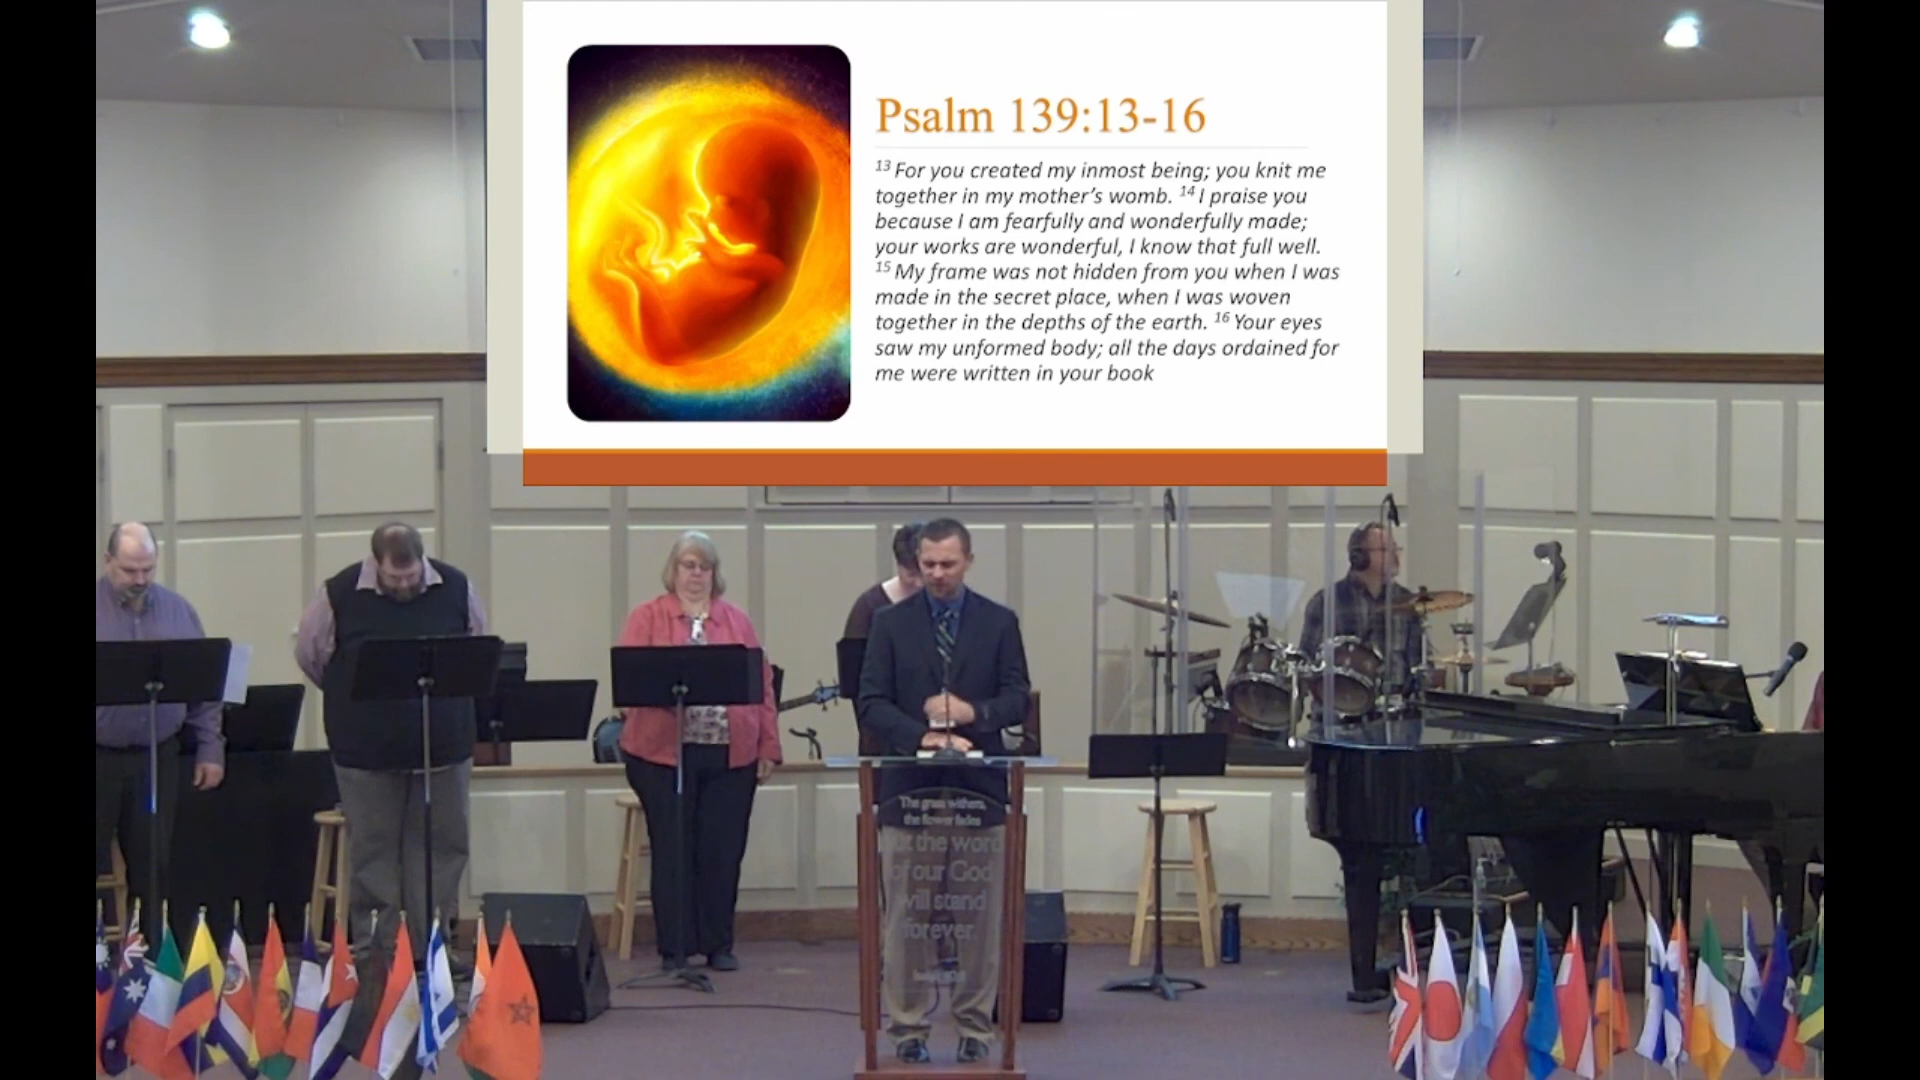 Psalm 139:13-16
13 For you created my inmost being; you knit me
together in my mother's womb. 14 I praise you
because I am fearfully and wonderfully made;
your works are wonderful, I know that full well.
15 My frame was not hidden from you when I was
made in the secret place, when I was woven
together in the depths of the earth. 16 Your eyes
saw my unformed body; all the days ordained for
me were written in your book
The grass withers,
the flower fades
but the word
of our God
will stand
forever.